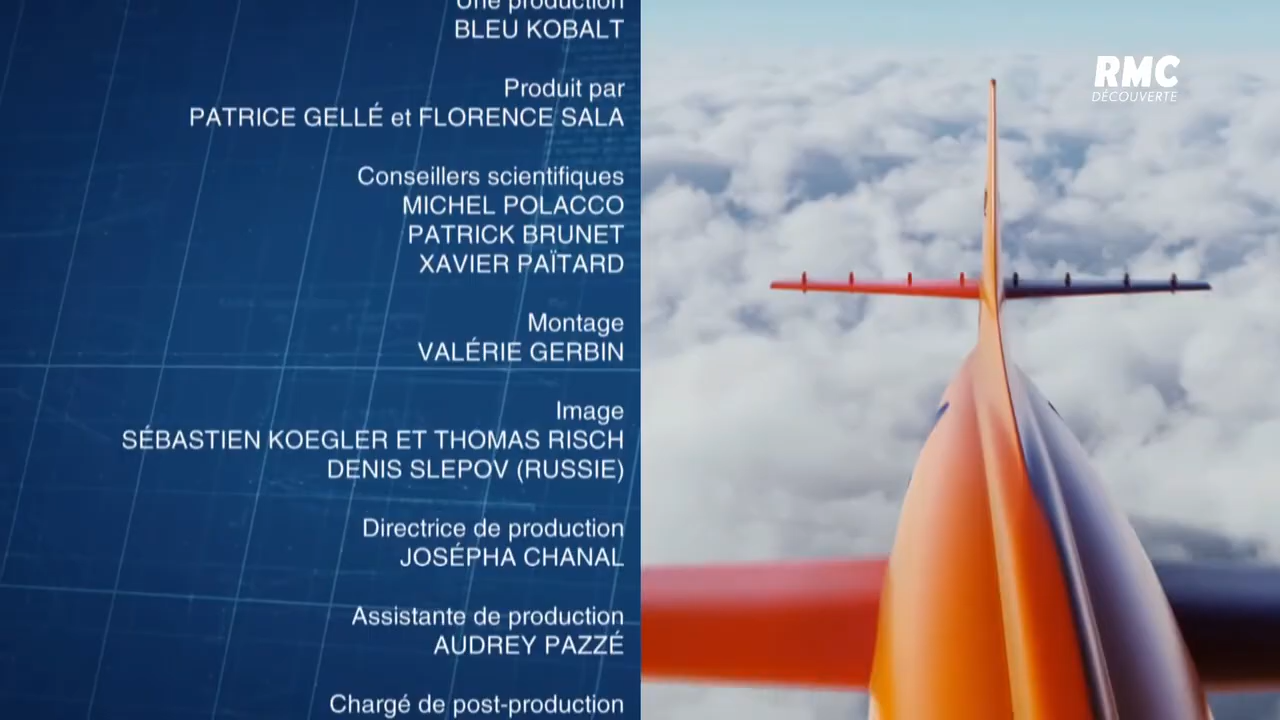 Une production
BLEU KOBALT
Produit par
PATRICE GELLÉ et FLORENCE SALA
Conseillers scientifiques
MICHEL POLACCO
PATRICK BRUNET
XAVIER PAÏTARD
Montage
VALÉRIE GERBIN
Image
SÉBASTIEN KOEGLER ET THOMAS RISCH
DENIS SLEPOV (RUSSIE)
Directrice de production
JOSÉPHA CHANAL
Assistante de production
AUDREY PAZZÉ
Chargé de post-production
RMC
DÉCOUVERTE